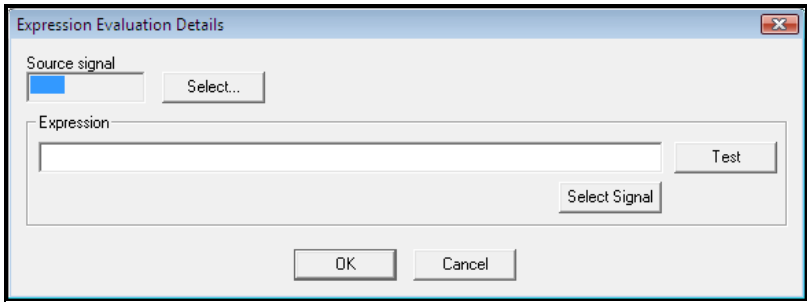 Expression Evaluation Details
Source signal
Select...
Expression
Test
Select Signal
OK Cancel